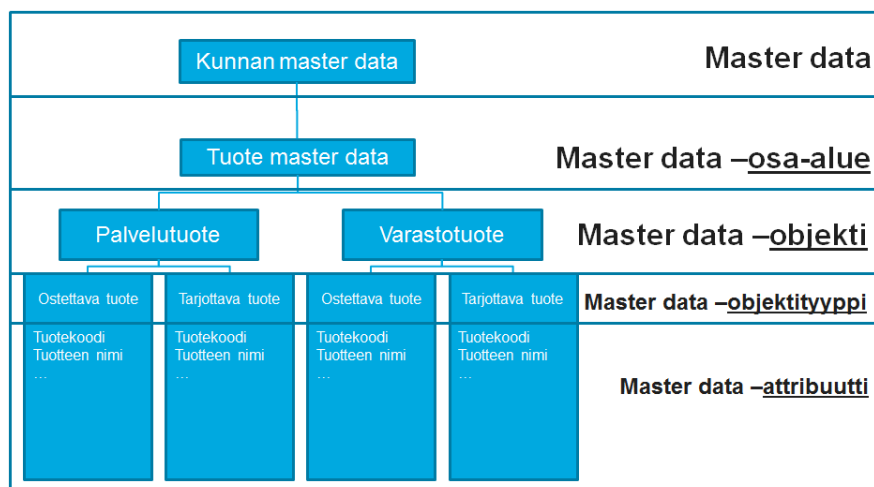 Kunnan master data
Master data
Tuote master data
Master data –osa-alue
Palvelutuote
Varastotuote
Master data –objekti
Ostettava tuote
Tarjottava tuote
Ostettava tuote
Tarjottava tuote
Master data –objektityyppi
Tuotekoodi
Tuotteen nimi
…
Tuotekoodi
Tuotteen nimi
…
Tuotekoodi
Tuotteen nimi
…
Tuotekoodi
Tuotteen nimi
…
Master data –attribuutti